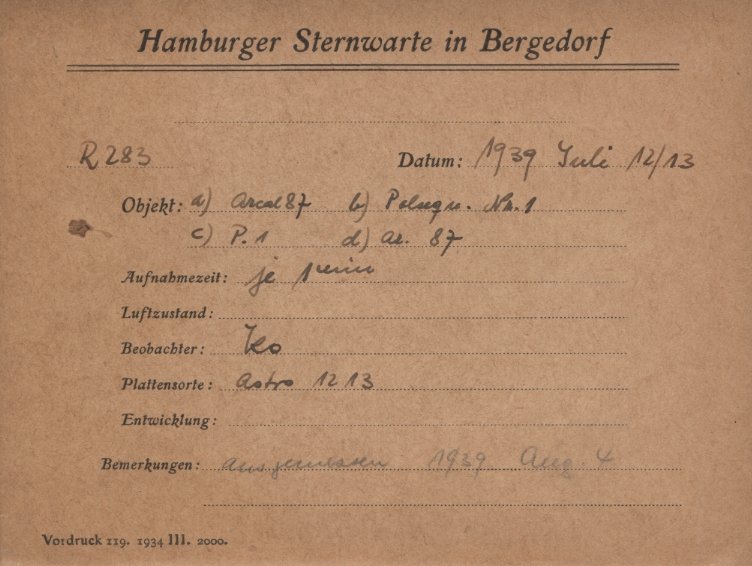 Hamburger Sternwarte in Bergedorf
R 283 Datum: 1939 Juli 12/13
Objekt: a) Areal 87 b) Polsequ. Nr. 1
c) P. 1 d) Ar. 87
Aufnahmezeit: je 1 min
Luftzustand:
Beobachter: Ko
Plattensorte: Astro 1213
Entwicklung:
Bemerkungen: ausgemessen 1939 Aug. 4
Vordruck 119. 1934 III. 2000.